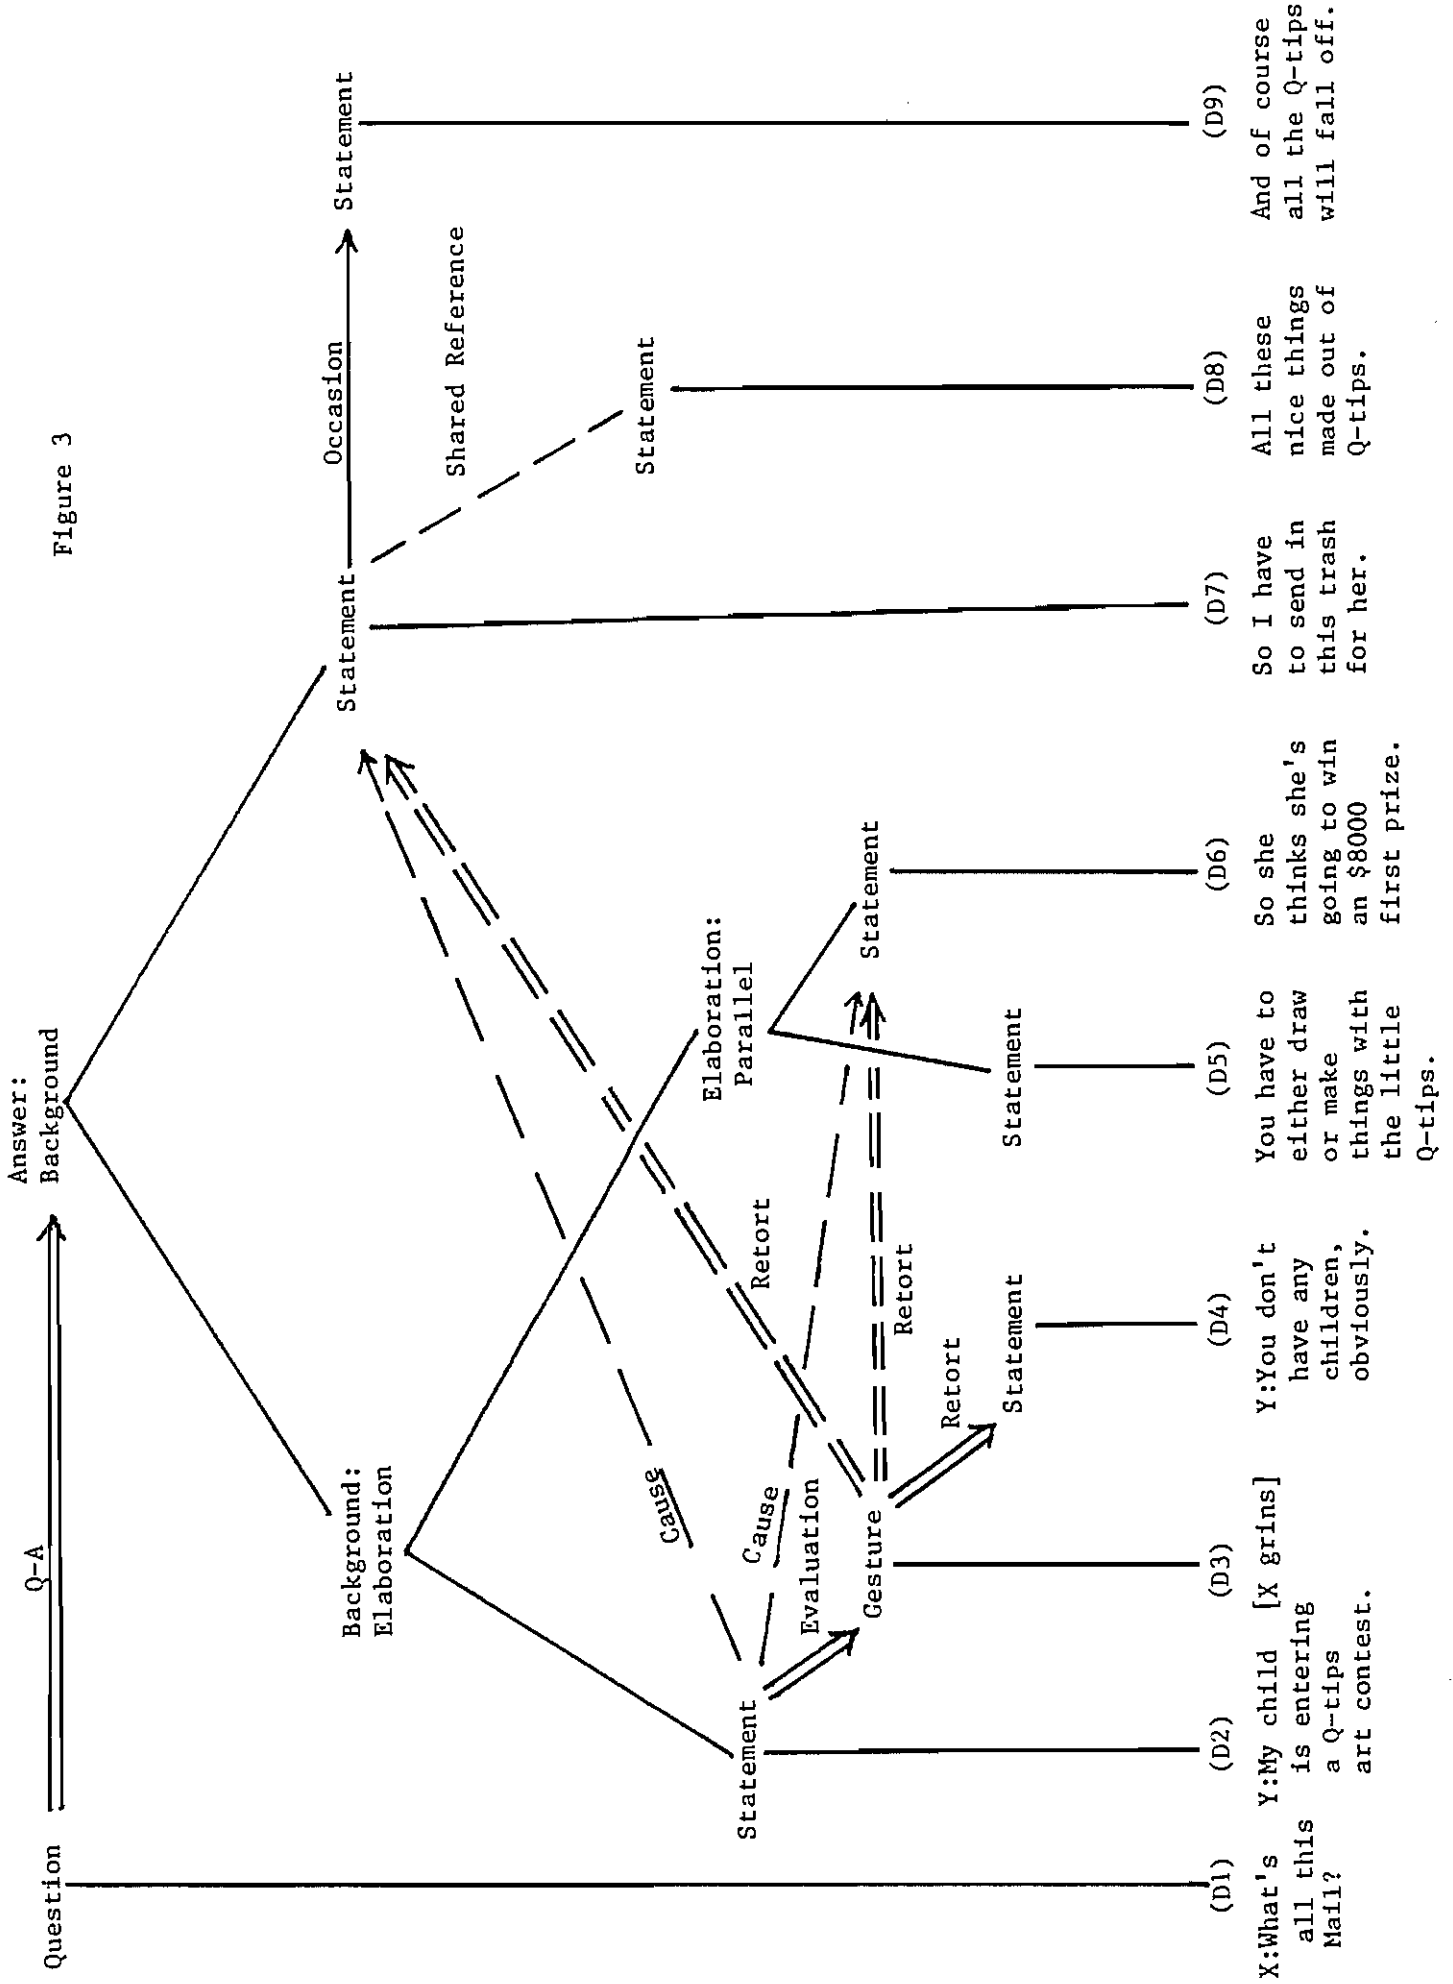 Figure 3
Question
Q-A
Answer:
Background
Background:
Elaboration
Statement
Occasion
Statement
Shared Reference
Statement
Elaboration:
Parallel
Cause
Cause
Retort
Retort
Retort
Evaluation
Statement
Gesture
Statement
Statement
Statement
(D1)
X:What's
all this
Mail?
(D2)
Y:My child
is entering
a Q-tips
art contest.
(D3)
[X grins]
(D4)
Y:You don't
have any
children,
obviously.
(D5)
You have to
either draw
or make
things with
the little
Q-tips.
(D6)
So she
thinks she's
going to win
an $8000
first prize.
(D7)
So I have
to send in
this trash
for her.
(D8)
All these
nice things
made out of
Q-tips.
(D9)
And of course
all the Q-tips
will fall off.